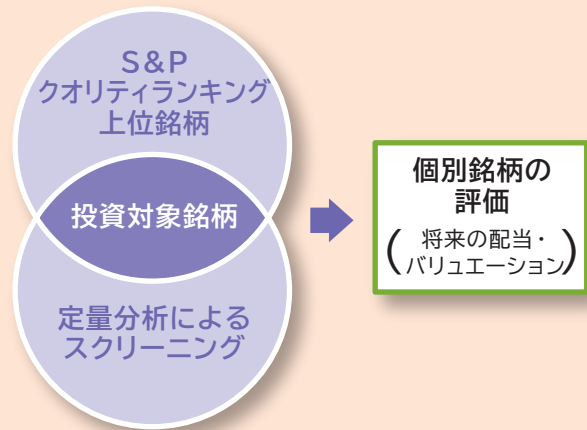 S&P
クオリティランキング
上位銘柄
投資対象銘柄
定量分析による
スクリーニング
個別銘柄の
評価
(将来の配当・
バリュエーション)